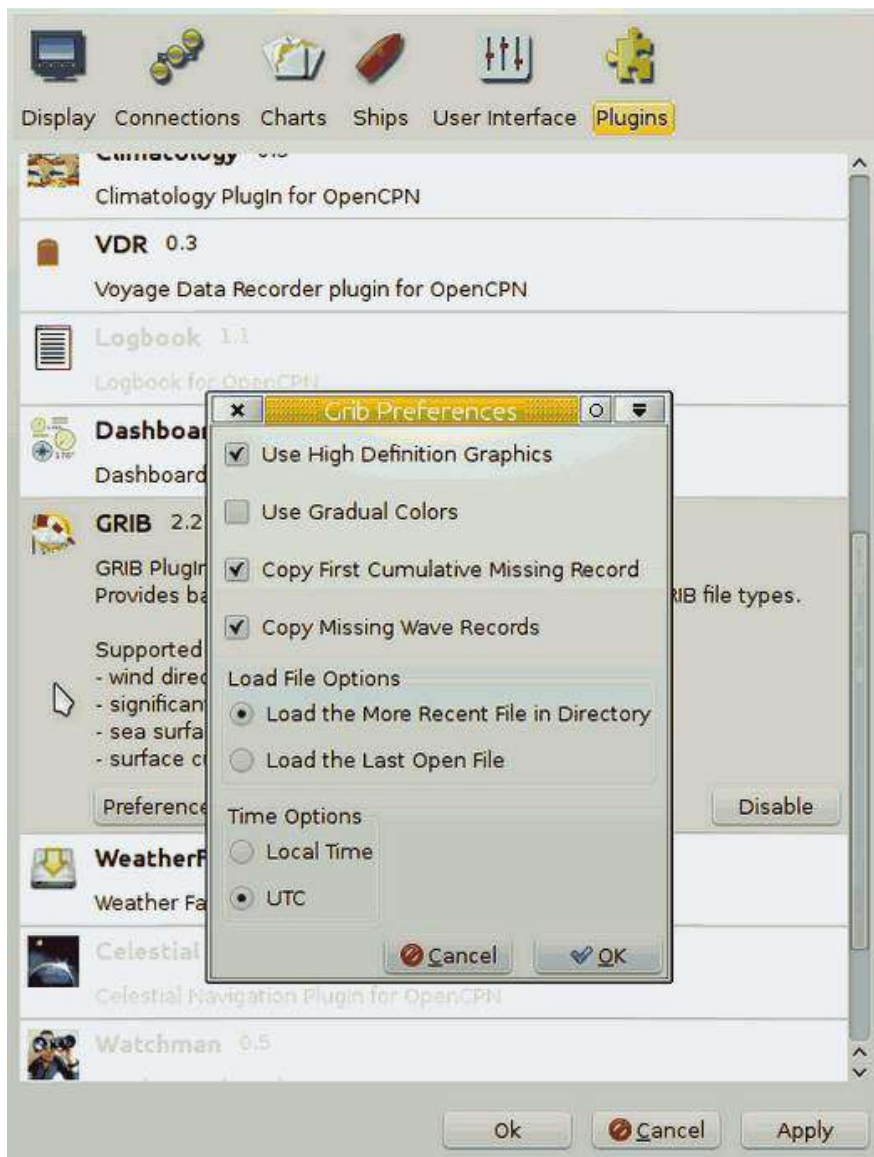 Display Connections Charts Ships User Interface Plugins
Climatology 0.3
Climatology PlugIn for OpenCPN
VDR 0.3
Voyage Data Recorder plugin for OpenCPN
Logbook 1.1
Logbook for OpenCPN
Grib Preferences
Dashboar
Use High Definition Graphics
Dashboard
Use Gradual Colors
GRIB 2.2
GRIB PlugIn
Copy First Cumulative Missing Record
Provides ba
RIB file types.
Copy Missing Wave Records
Supported
- wind direc
Load File Options
- significan
Load the More Recent File in Directory
- sea surfa
- surface c
Load the Last Open File
Preference
Disable
Time Options
Local Time
WeatherF
Weather Fa
UTC
Celestial
Cancel OK
Celestial Navigation Plugin for OpenCPN
Watchman 0.5
Ok Cancel Apply